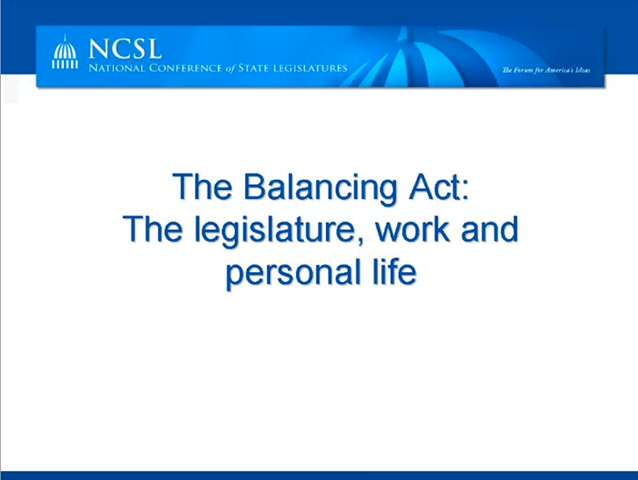 NCSL
NATIONAL CONFERENCE of STATE LEGISLATURES
The Forum for America's Ideas
The Balancing Act:
The legislature, work and
personal life